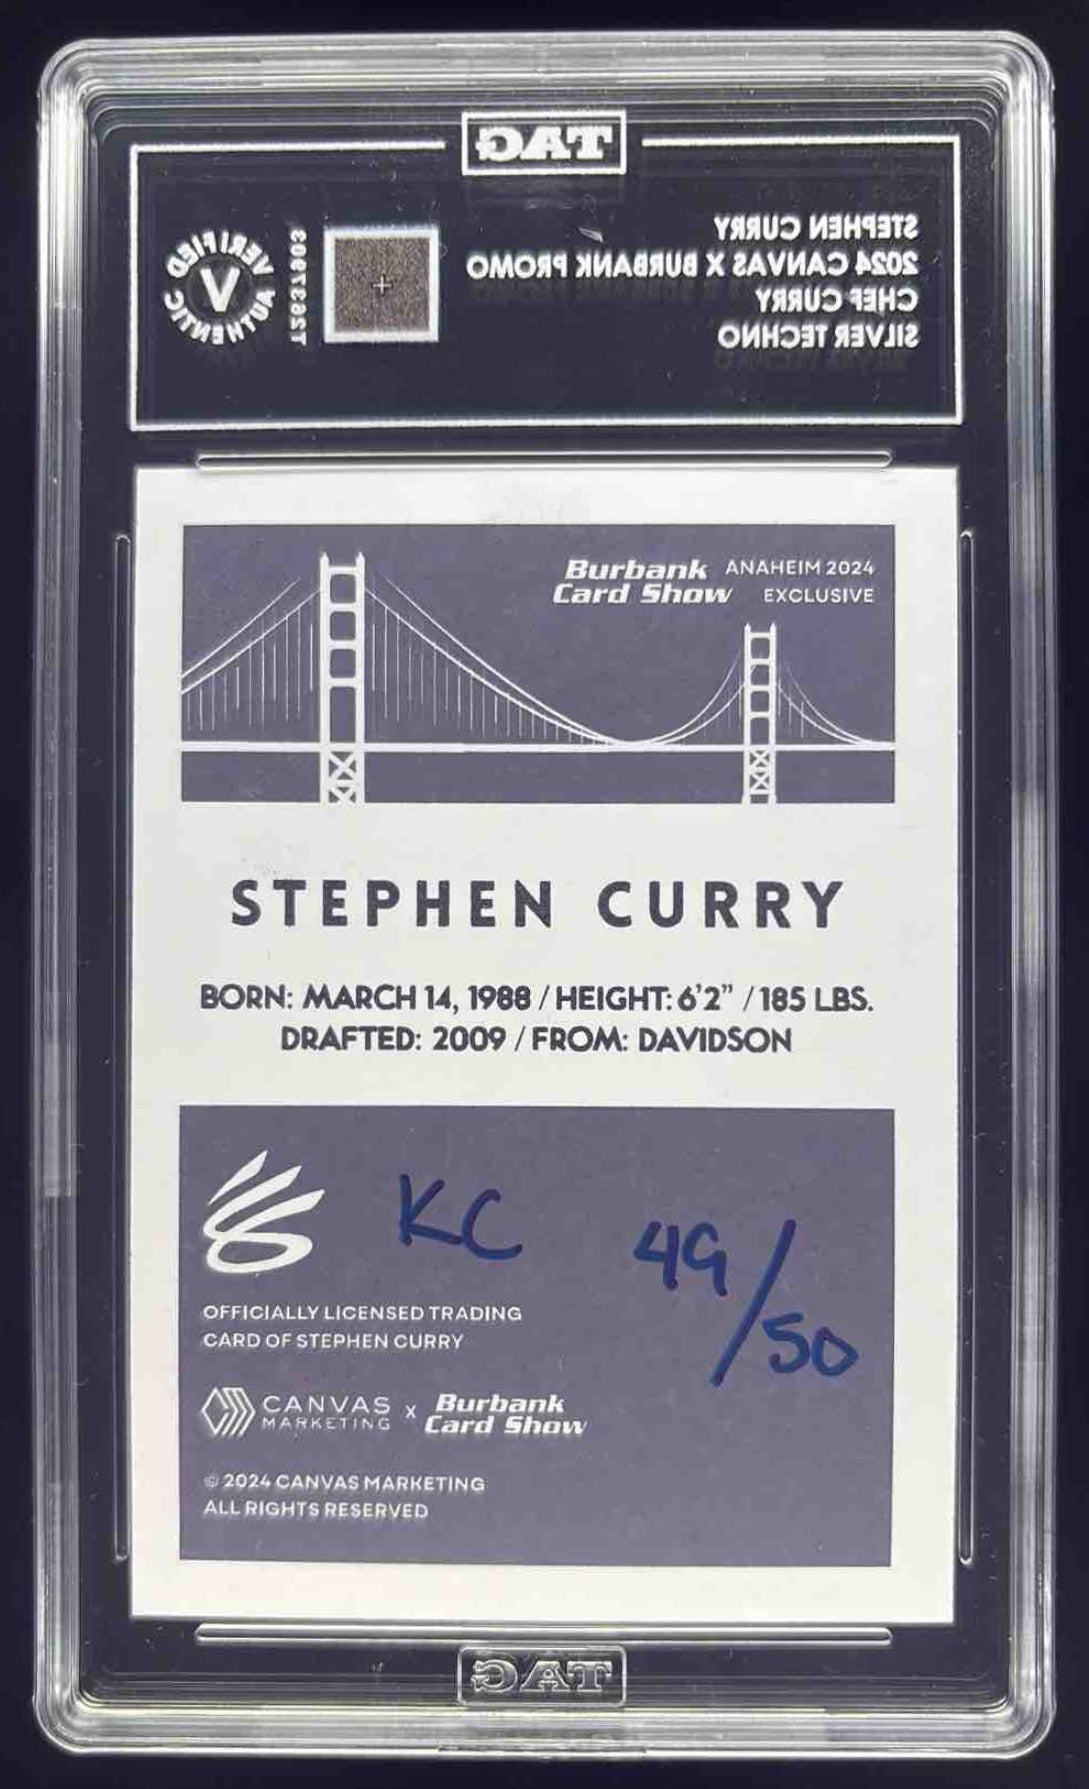 TAG
STEPHEN CURRY
2024 CANVAS X BURBANK PROMO
CHEF CURRY
SILVER TECHNO
VERIFIED
V
AUTHENTIC
T2637903
Burbank
Card Show
ANAHEIM 2024
EXCLUSIVE
STEPHEN CURRY
BORN: MARCH 14, 1988 / HEIGHT: 6'2" / 185 LBS.
DRAFTED: 2009 / FROM: DAVIDSON
KC 49/50
OFFICIALLY LICENSED TRADING
CARD OF STEPHEN CURRY
CANVAS
MARKETING
x
Burbank
Card Show
© 2024 CANVAS MARKETING
ALL RIGHTS RESERVED
TAG